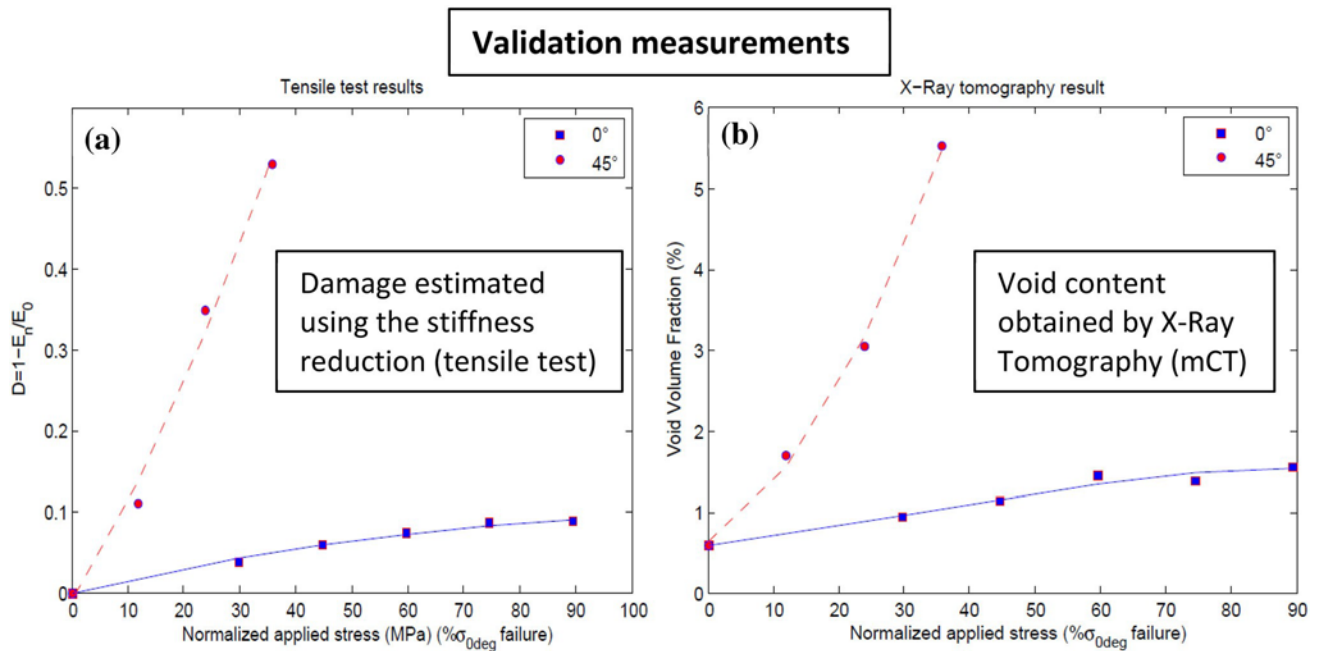 Validation measurements
Tensile test results
(a)
0°
45°
0.5
0.4
0.3
0.2
0.1
0
D=1−Eₙ/E₀
Damage estimated
using the stiffness
reduction (tensile test)
0 10 20 30 40 50 60 70 80 90 100
Normalized applied stress (MPa) (%σ0deg failure)
X−Ray tomography result
(b)
0°
45°
6
5
4
3
2
1
0
Void Volume Fraction (%)
Void content
obtained by X-Ray
Tomography (mCT)
0 10 20 30 40 50 60 70 80 90
Normalized applied stress (%σ0deg failure)